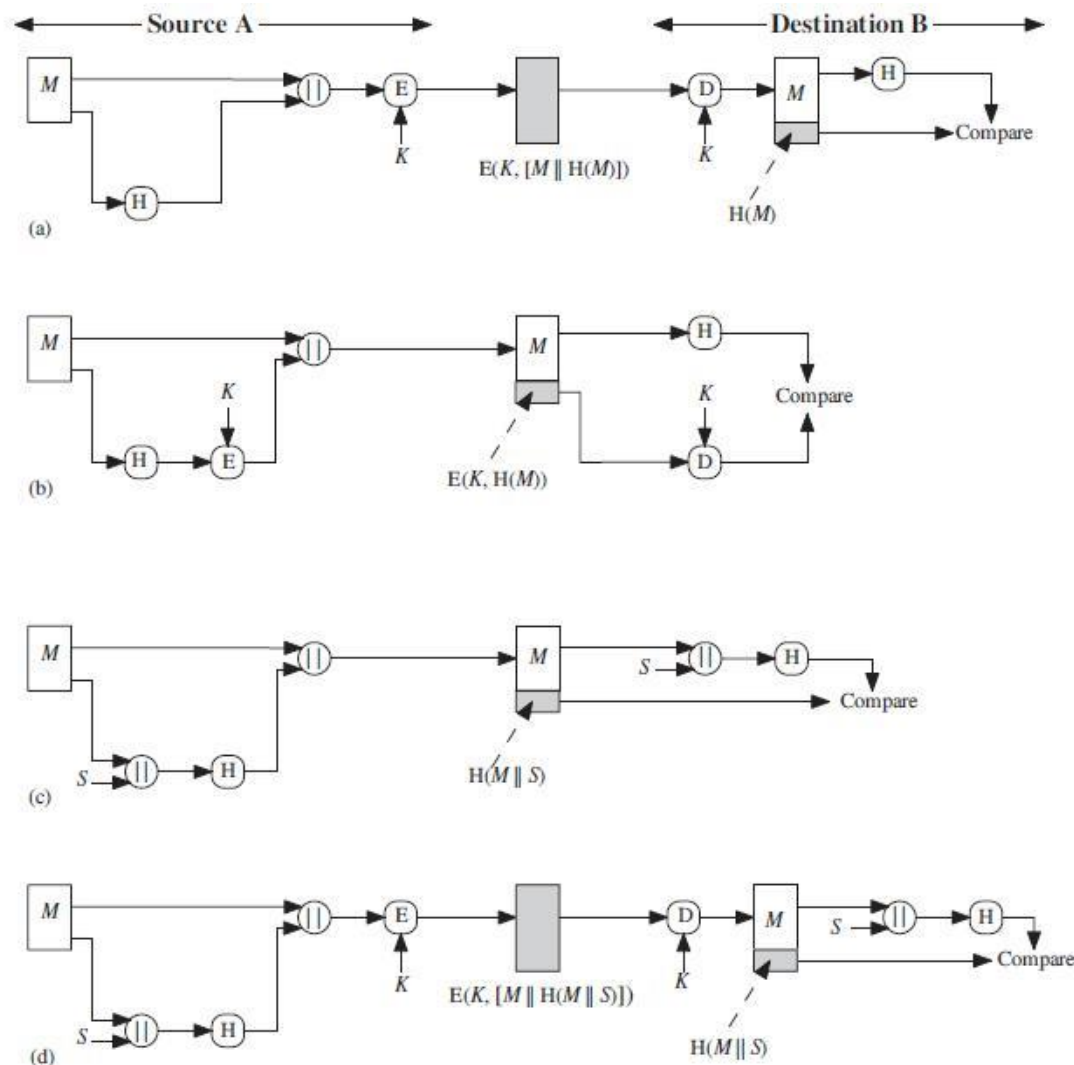 Source A Destination B
M || E D M H
K K Compare
E(K, [M || H(M)])
H H(M)
(a)
M || M H
K K Compare
H E D
E(K, H(M))
(b)
M || M || H
S Compare
S || H H(M || S)
(c)
M || E D M || H
S
K K Compare
E(K, [M || H(M || S)])
S || H H(M || S)
(d)